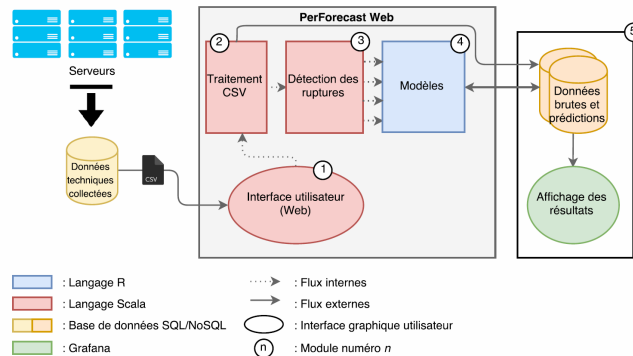 PerForecast Web
5
2
3
4
Serveurs
Traitement
CSV
Détection des
ruptures
Modèles
Données
brutes et
prédictions
Données
techniques
collectées
CSV
1
Interface utilisateur
(Web)
Affichage des
résultats
: Langage R
: Flux internes
: Langage Scala
: Flux externes
: Base de données SQL/NoSQL
: Interface graphique utilisateur
: Grafana
n
: Module numéro n